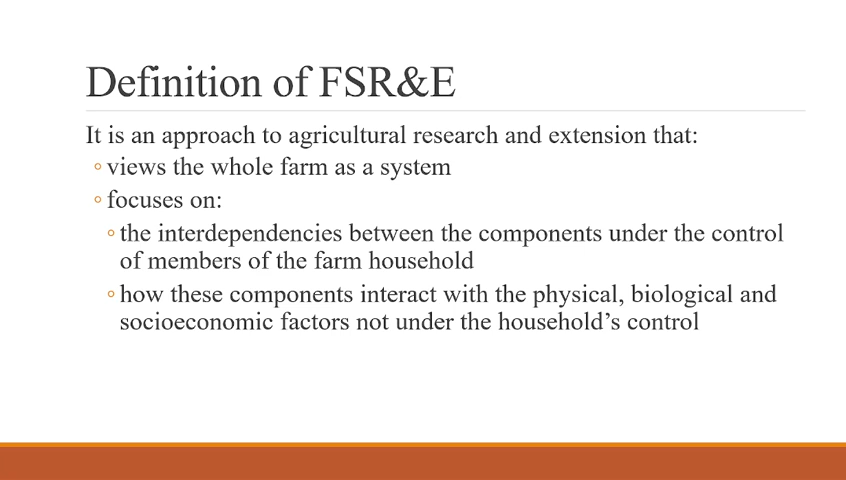 Definition of FSR&E
It is an approach to agricultural research and extension that:
◦ views the whole farm as a system
◦ focuses on:
◦ the interdependencies between the components under the control
of members of the farm household
◦ how these components interact with the physical, biological and
socioeconomic factors not under the household’s control